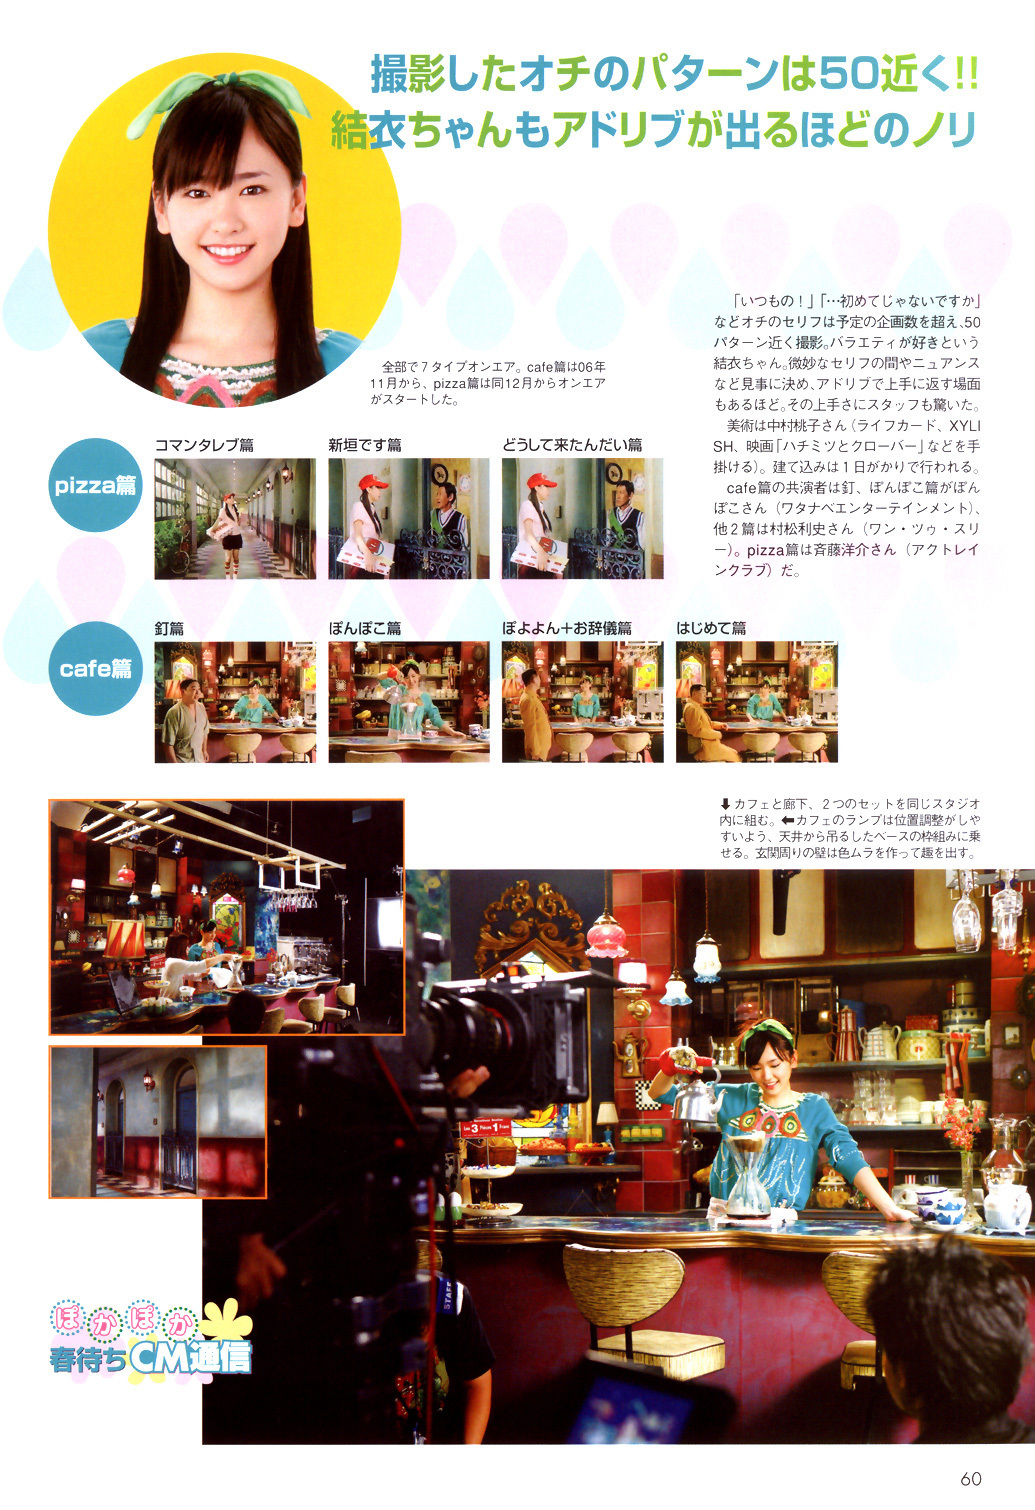 撮影したオチのパターンは50近く!!
結衣ちゃんもアドリブが出るほどのノリ
「いつもの！」「…初めてじゃないですか」
などオチのセリフは予定の企画数を超え、50
パターン近く撮影。バラエティが好きという
結衣ちゃん。微妙なセリフの間やニュアンス
など見事に決め、アドリブで上手に返す場面
もあるほど。その上手さにスタッフも驚いた。
美術は中村桃子さん（ライフカード、XYLI
SH、映画「ハチミツとクローバー」などを手
掛ける）。建て込みは１日がかりで行われる。
cafe篇の共演者は釘、ぽんぽこ篇がぽん
ぽこさん（ワタナベエンターテインメント）、
他２篇は村松利史さん（ワン・ツゥ・スリ
ー）。pizza篇は斉藤洋介さん（アクトレイ
ンクラブ）だ。
全部で７タイプオンエア。cafe篇は06年
11月から、pizza篇は同12月からオンエア
がスタートした。
pizza篇
コマンタレブ篇
新垣です篇
どうして来たんだい篇
cafe篇
釘篇
ぽんぽこ篇
ぽよよん＋お辞儀篇
はじめて篇
⬇カフェと廊下、２つのセットを同じスタジオ
内に組む。⬅カフェのランプは位置調整がしや
すいよう、天井から吊るしたベースの枠組みに乗
せる。玄関周りの壁は色ムラを作って趣を出す。
Les 3 Pièces 1 Franc
STAFF
ぽかぽか
春待ちCM通信
60